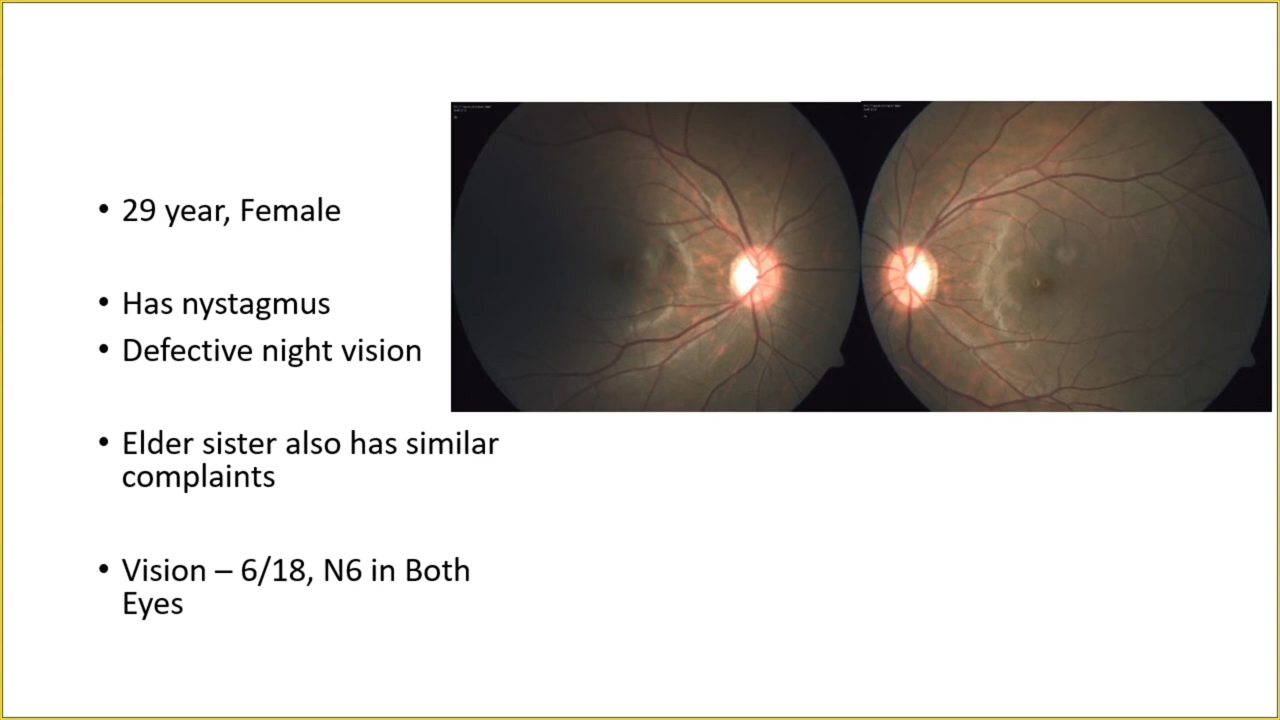 • 29 year, Female
• Has nystagmus
• Defective night vision
• Elder sister also has similar
complaints
• Vision – 6/18, N6 in Both
Eyes